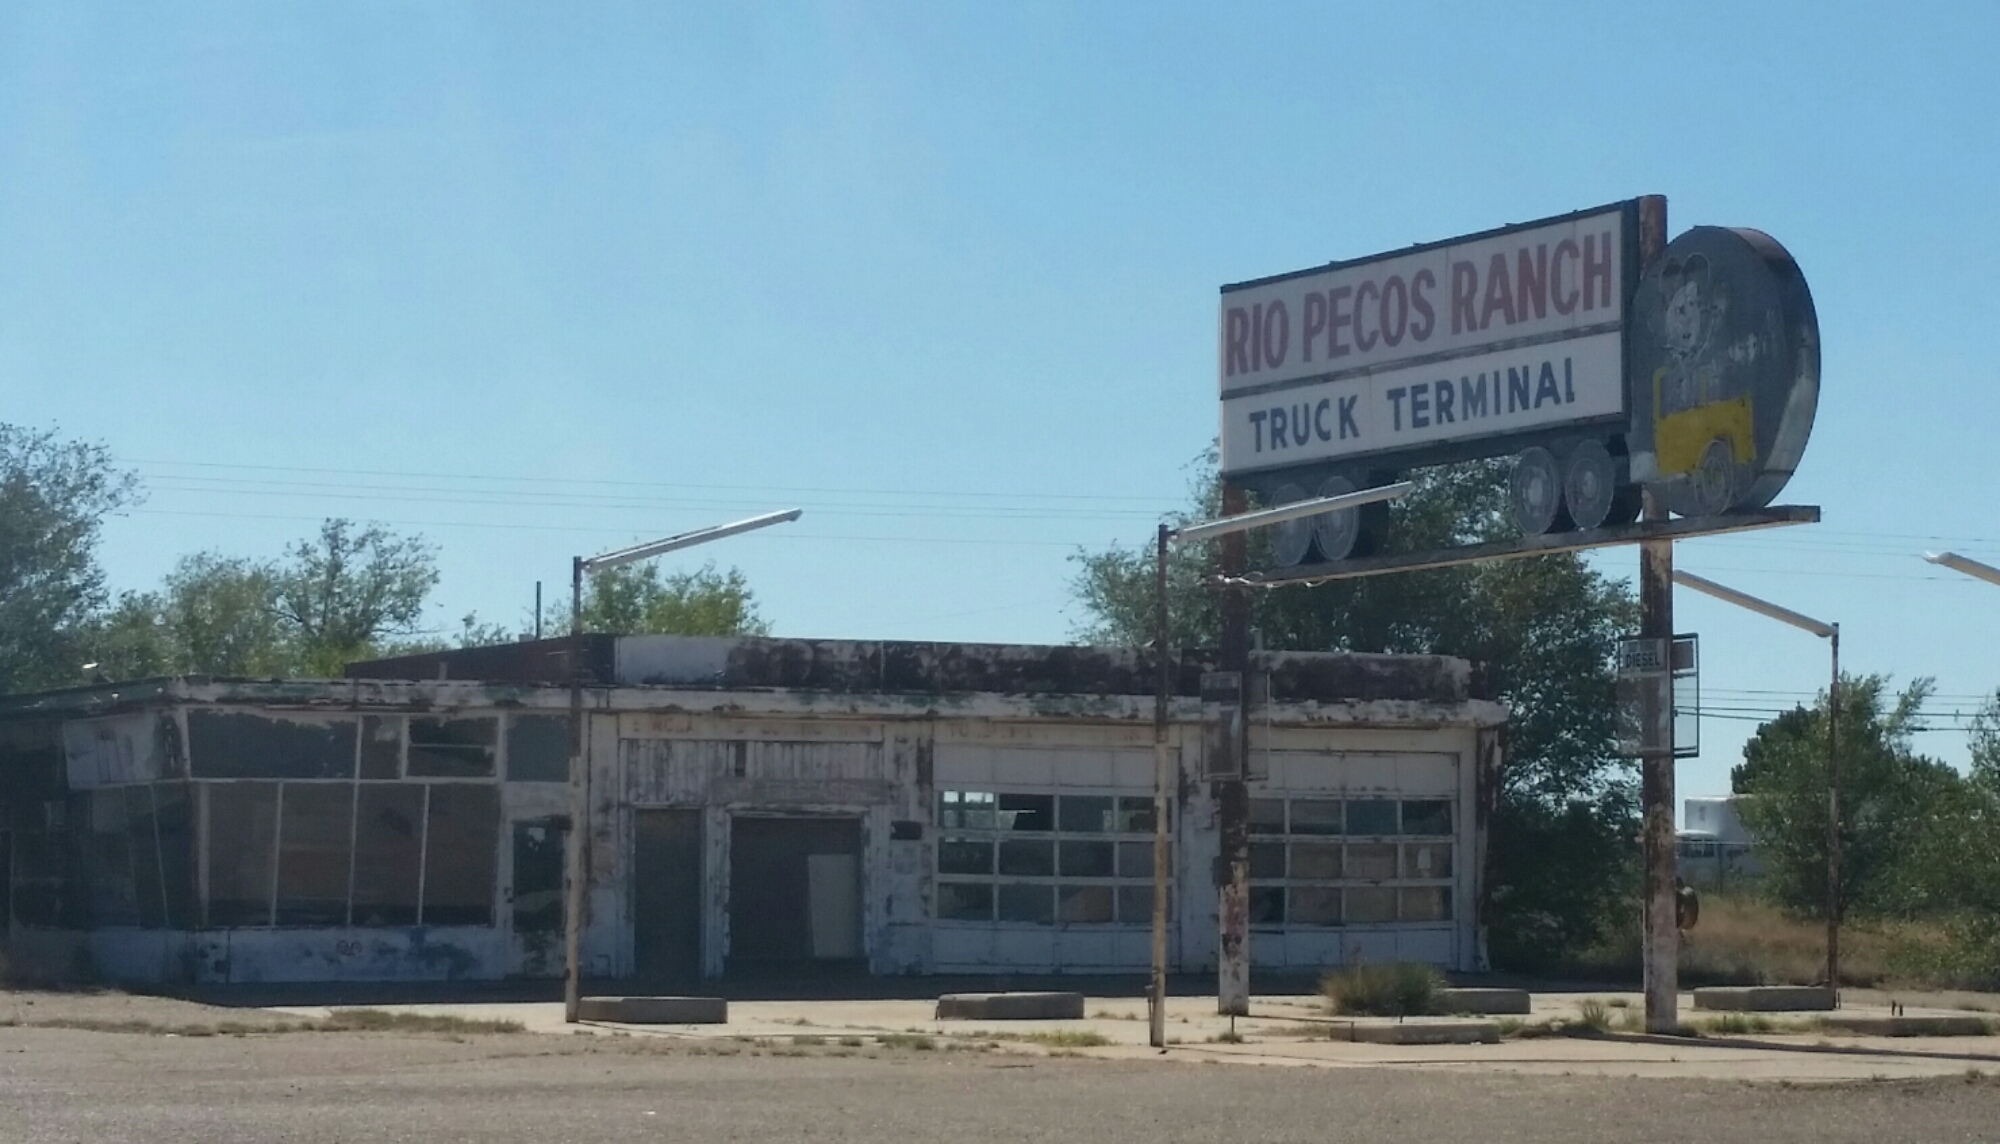 RIO PECOS RANCH
TRUCK TERMINAL
DIESEL